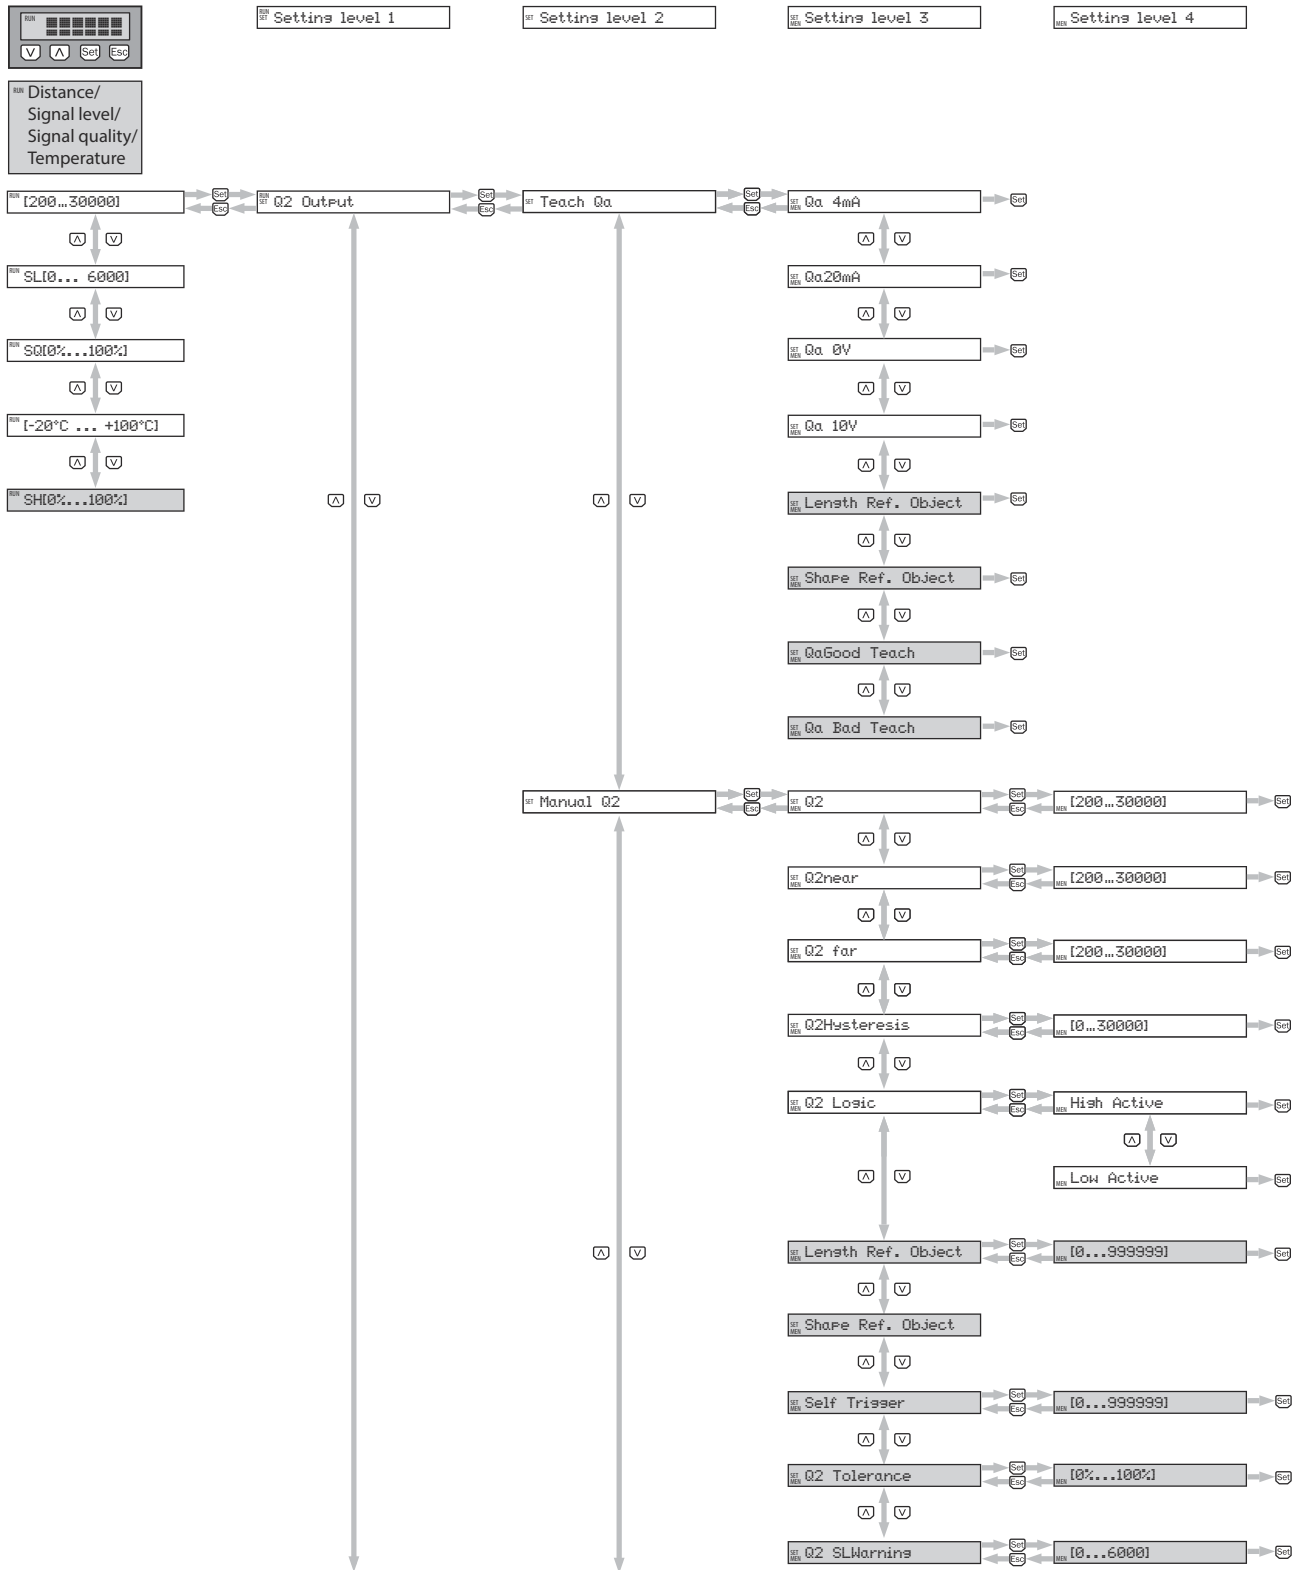 RUN
Set Esc
RUN SET Setting level 1
SET Setting level 2
SET MEN Setting level 3
MEN Setting level 4
RUN Distance/
Signal level/
Signal quality/
Temperature
RUN [200...30000] Set Esc RUN SET Q2 Output Set Esc SET Teach Qa Set Esc SET MEN Qa 4mA Set
RUN SL[0... 6000]
SET MEN Qa20mA Set
RUN SQ[0%...100%]
SET MEN Qa 0V Set
RUN [-20°C ... +100°C]
SET MEN Qa 10V Set
RUN SH[0%...100%]
SET MEN Length Ref. Object Set
SET MEN Shape Ref. Object Set
SET MEN QaGood Teach Set
SET MEN Qa Bad Teach Set
SET Manual Q2 Set Esc SET MEN Q2 Set Esc MEN [200...30000] Set
SET MEN Q2near Set Esc MEN [200...30000] Set
SET MEN Q2 far Set Esc MEN [200...30000] Set
SET MEN Q2Hysteresis Set Esc MEN [0...30000] Set
SET MEN Q2 Logic Set Esc MEN High Active Set
MEN Low Active Set
SET MEN Length Ref. Object Set Esc MEN [0...999999] Set
SET MEN Shape Ref. Object
SET MEN Self Trigger Set Esc MEN [0...999999] Set
SET MEN Q2 Tolerance Set Esc MEN [0%...100%] Set
SET MEN Q2 SLWarning Set Esc MEN [0...6000] Set